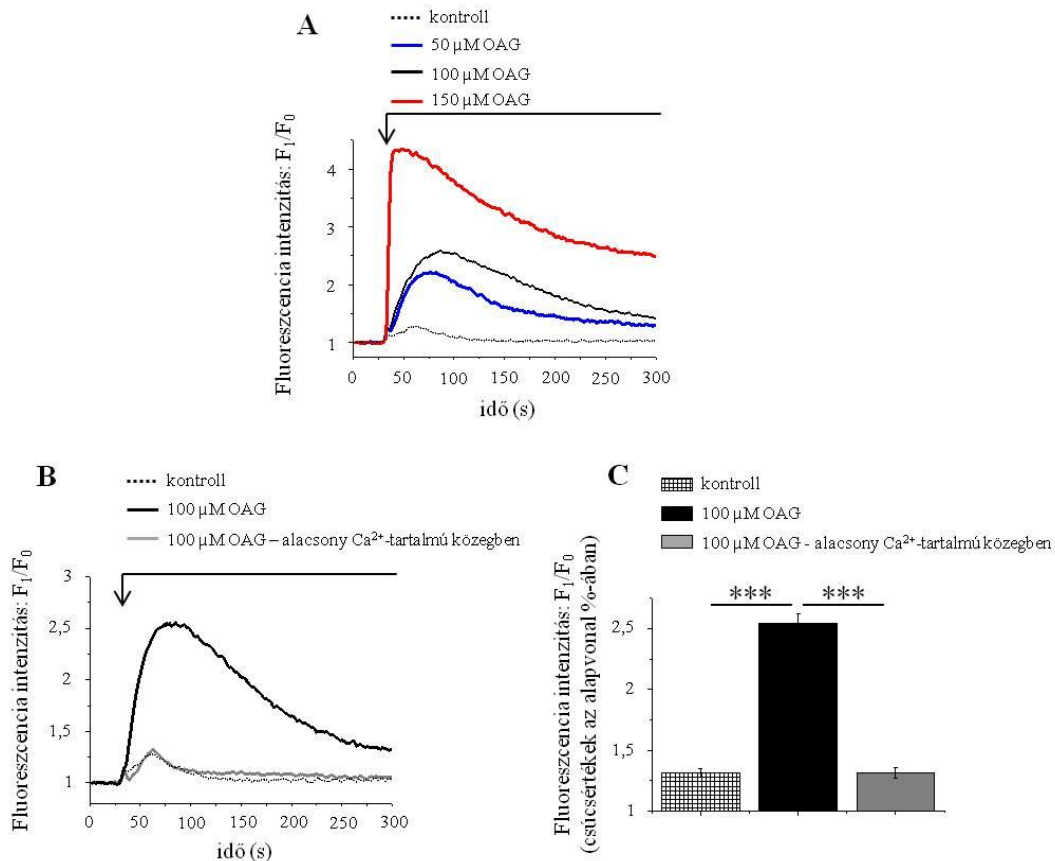 A
kontroll
50 µM OAG
100 µM OAG
150 µM OAG
Fluoreszcencia intenzitás: F1/F0
4
3
2
1
0 50 100 150 200 250 300
idő (s)
B
kontroll
100 µM OAG
100 µM OAG – alacsony Ca2+-tartalmú közegben
Fluoreszcencia intenzitás: F1/F0
3
2,5
2
1,5
1
0 50 100 150 200 250 300
idő (s)
C
kontroll
100 µM OAG
100 µM OAG - alacsony Ca2+-tartalmú közegben
Fluoreszcencia intenzitás: F1/F0
(csúcsértékek az alapvonal %-ában)
*** ***
2,5
2
1,5
1